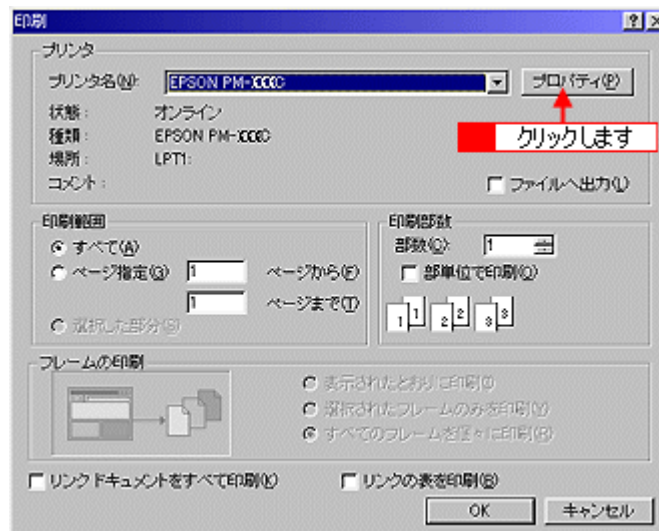 印刷
プリンタ
プリンタ名(N): EPSON PM-XXXXC プロパティ(P)
クリックします
状態: オンライン
種類: EPSON PM-XXXXC
場所: LPT1:
コメント: ファイルへ出力(L)
印刷範囲
すべて(A)
ページ指定(G) 1 ページから(F)
1 ページまで(T)
選択した部分(S)
印刷部数
部数(C): 1
部単位で印刷(O)
1 1 2 2 3 3
フレームの印刷
表示されたとおりに印刷(I)
選択されたフレームのみを印刷(Y)
すべてのフレームを個々に印刷(R)
リンク ドキュメントをすべて印刷(K)
リンクの表を印刷(B)
OK キャンセル